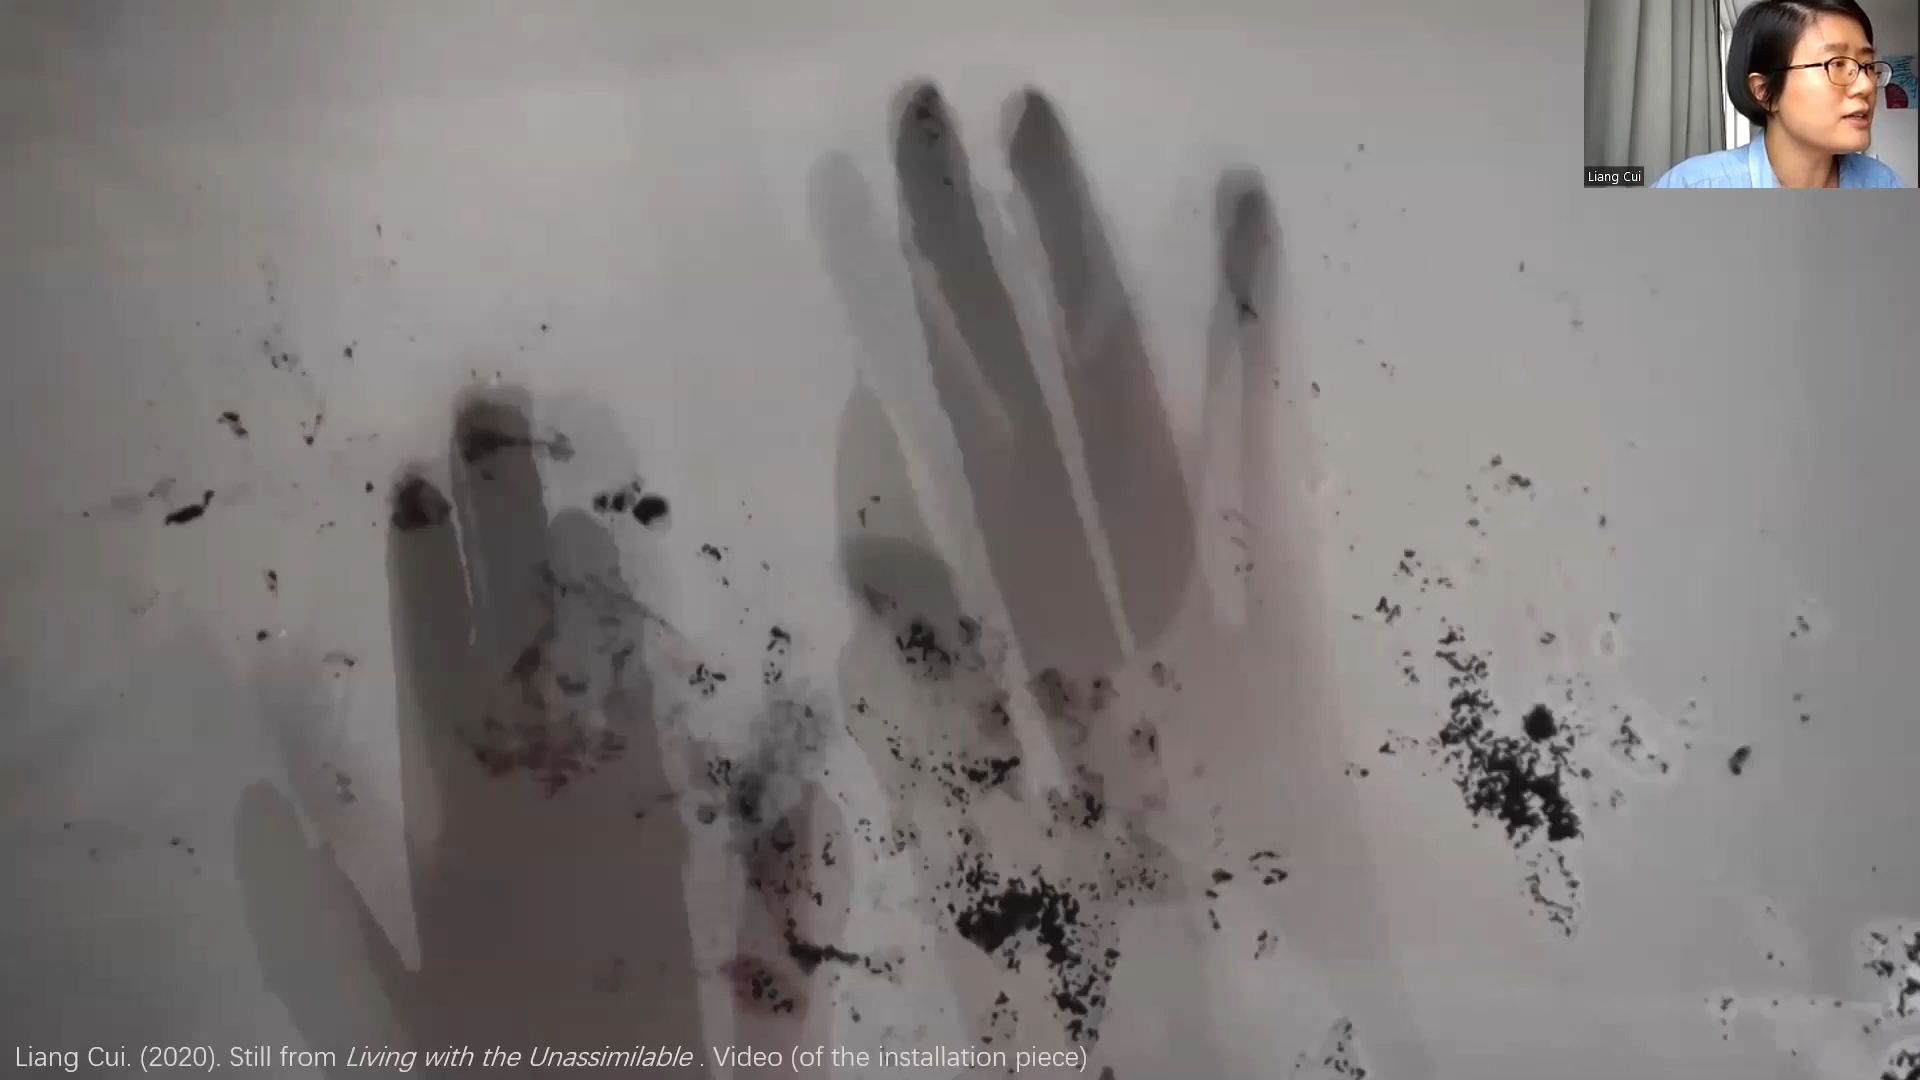 Liang Cui
Liang Cui. (2020). Still from Living with the Unassimilable . Video (of the installation piece)